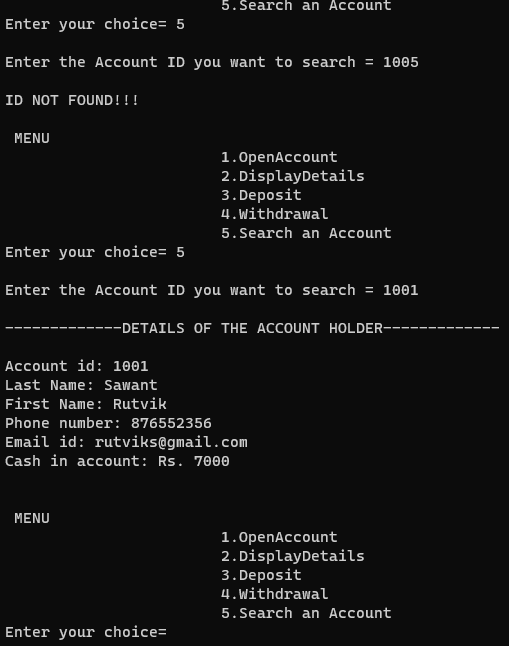 5.Search an Account
Enter your choice= 5
Enter the Account ID you want to search = 1005
ID NOT FOUND!!!
MENU
1.OpenAccount
2.DisplayDetails
3.Deposit
4.Withdrawal
5.Search an Account
Enter your choice= 5
Enter the Account ID you want to search = 1001
-------------DETAILS OF THE ACCOUNT HOLDER-------------
Account id: 1001
Last Name: Sawant
First Name: Rutvik
Phone number: 876552356
Email id: rutviks@gmail.com
Cash in account: Rs. 7000
MENU
1.OpenAccount
2.DisplayDetails
3.Deposit
4.Withdrawal
5.Search an Account
Enter your choice=